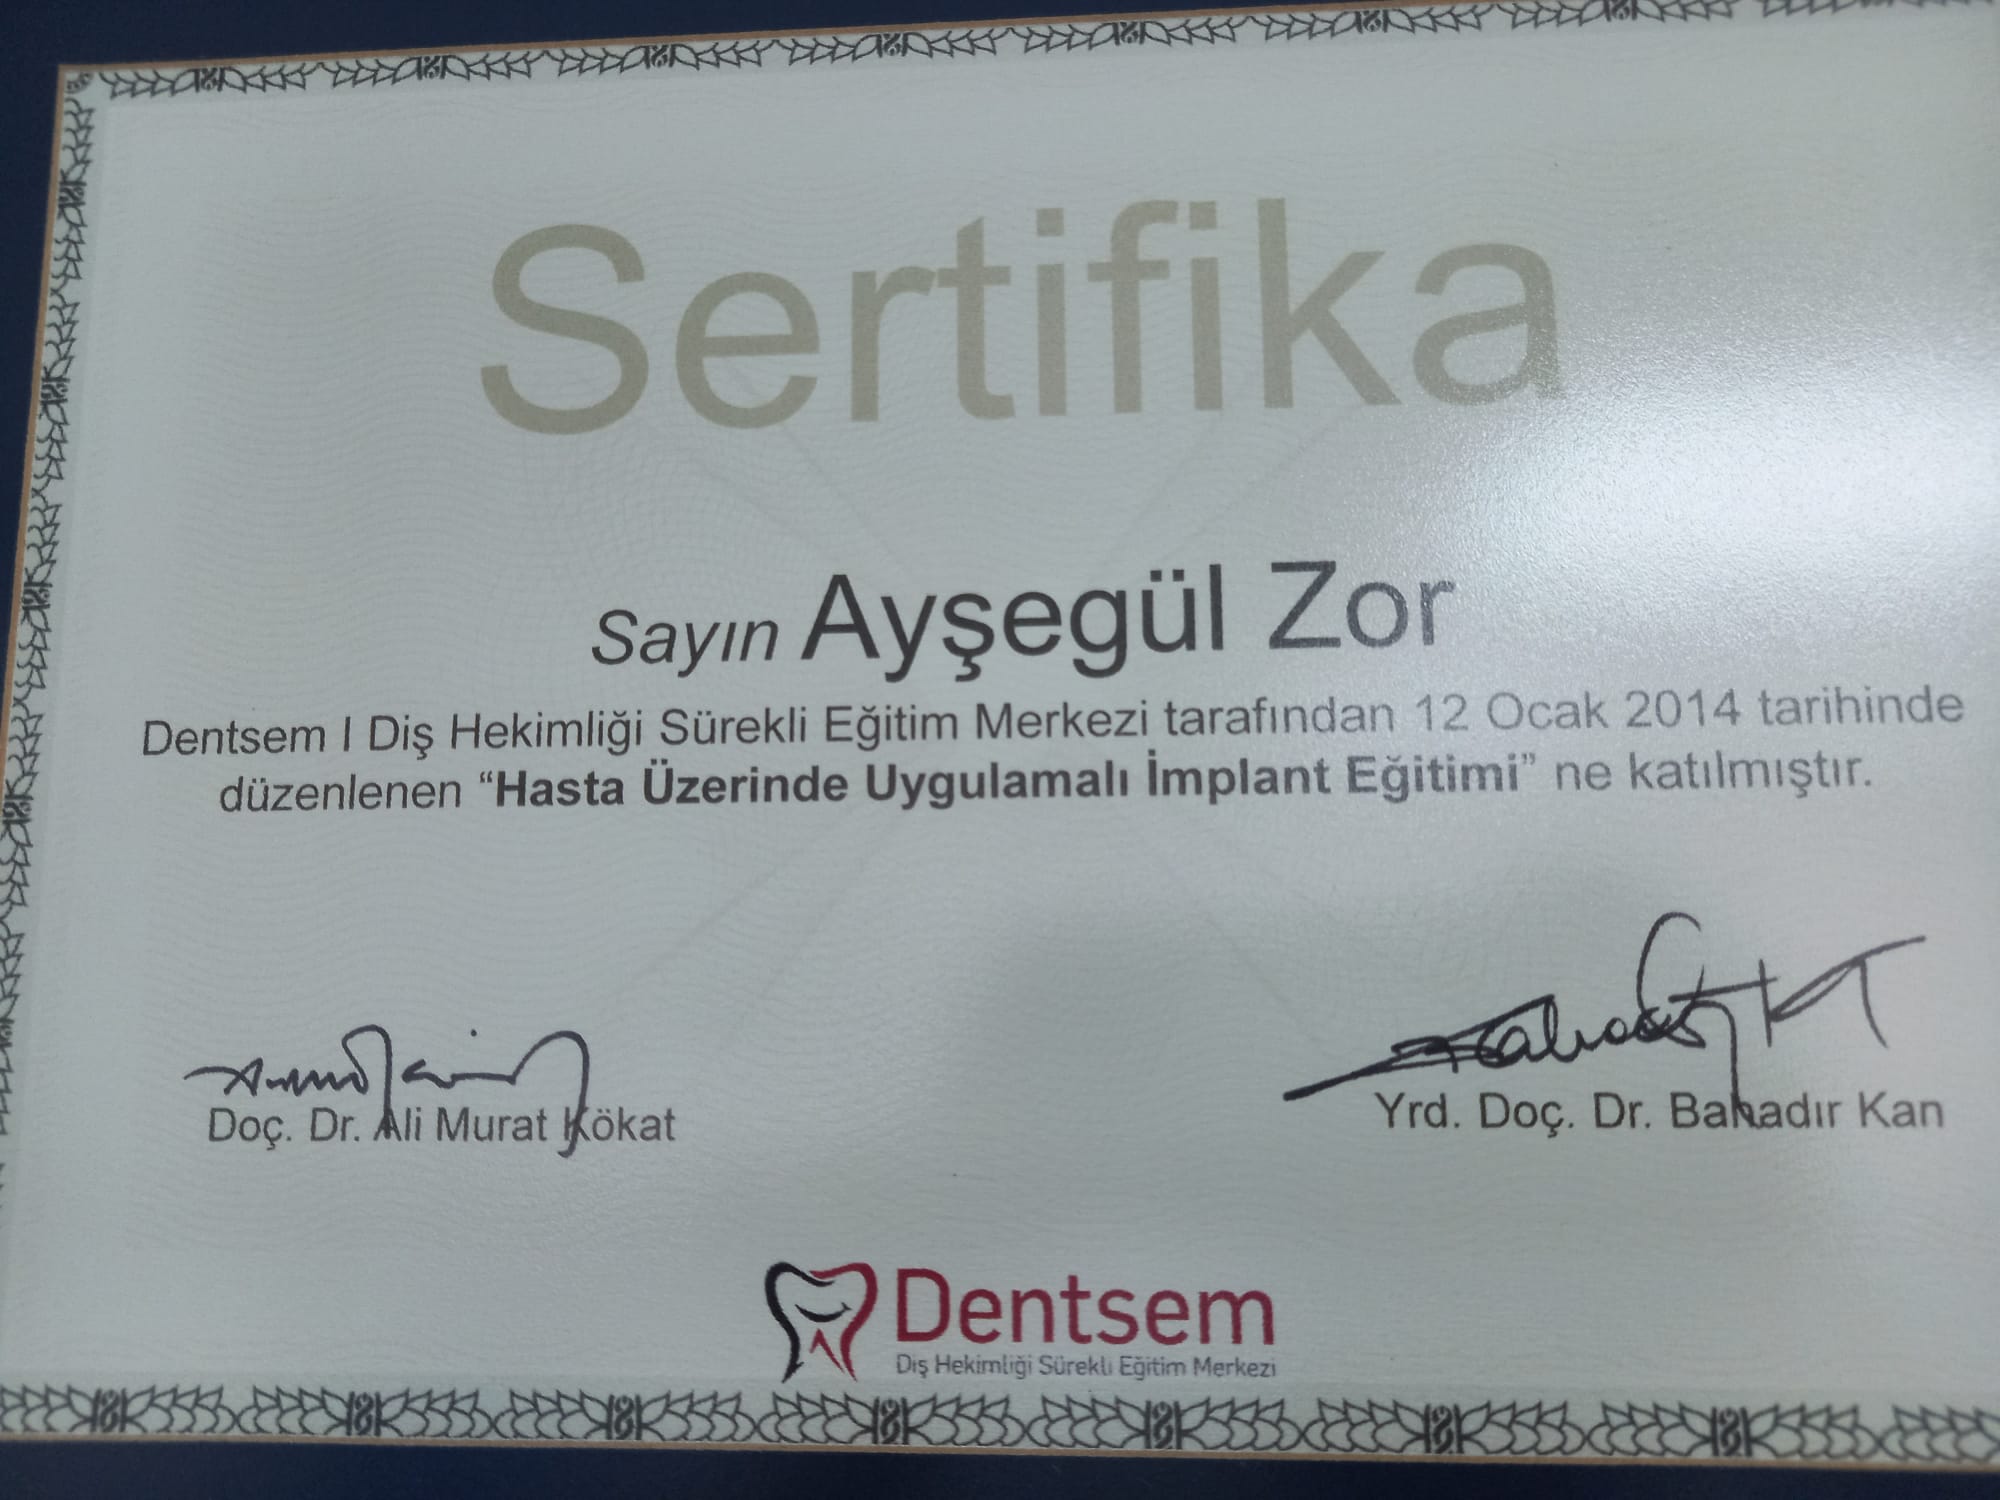 Sertifika
Sayın Ayşegül Zor
Dentsem I Diş Hekimliği Sürekli Eğitim Merkezi tarafından 12 Ocak 2014 tarihinde
düzenlenen “Hasta Üzerinde Uygulamalı İmplant Eğitimi” ne katılmıştır.
Doç. Dr. Ali Murat Kökat
Yrd. Doç. Dr. Bahadır Kan
Dentsem
Diş Hekimliği Sürekli Eğitim Merkezi